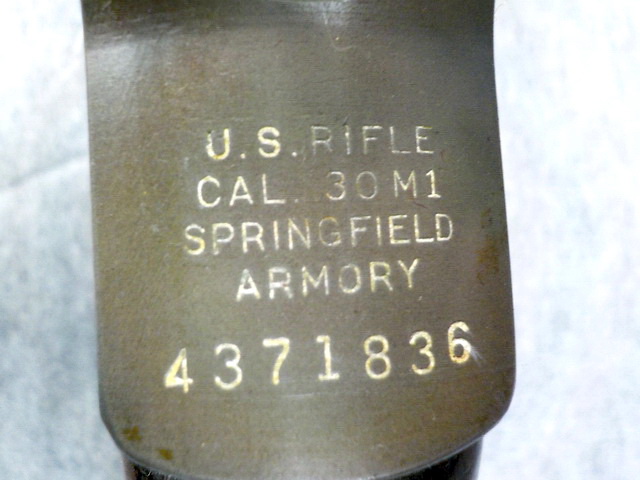 U.S. RIFLE
CAL. 30 M1
SPRINGFIELD
ARMORY
4371836